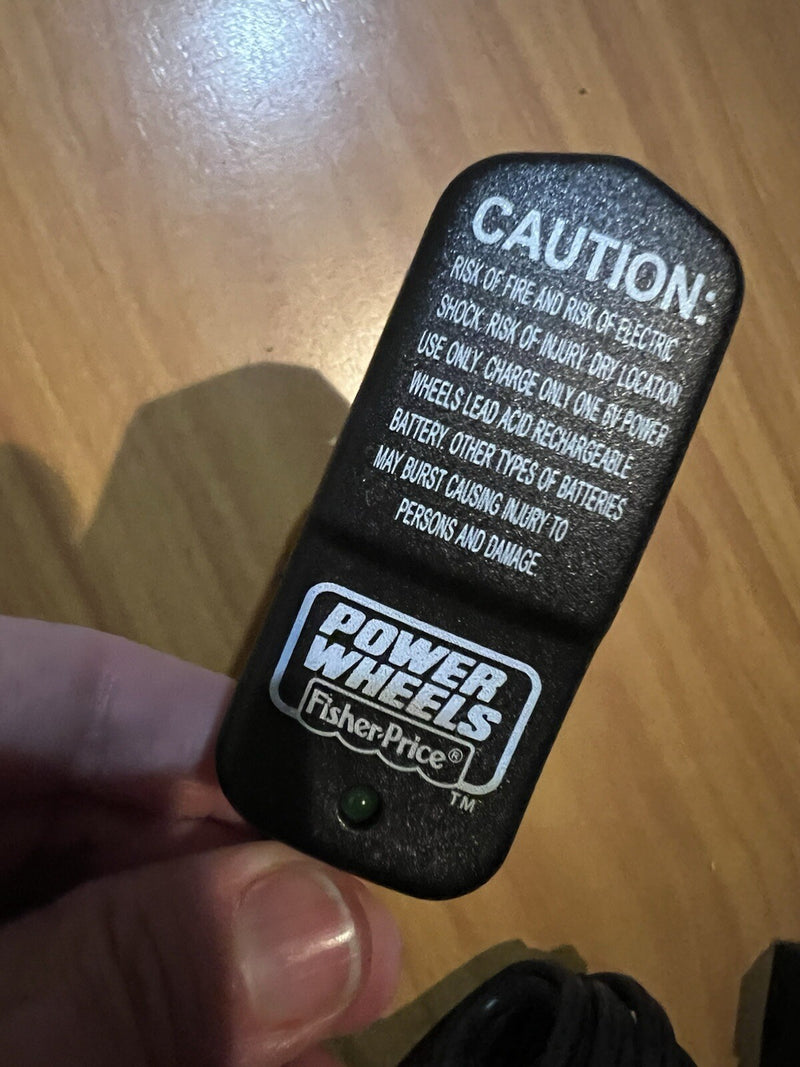 CAUTION:
RISK OF FIRE AND RISK OF ELECTRIC
SHOCK. RISK OF INJURY. DRY LOCATION
USE ONLY. CHARGE ONLY ONE 6V POWER
WHEELS LEAD ACID RECHARGEABLE
BATTERY. OTHER TYPES OF BATTERIES
MAY BURST CAUSING INJURY TO
PERSONS AND DAMAGE.
POWER
WHEELS
Fisher-Price®
TM